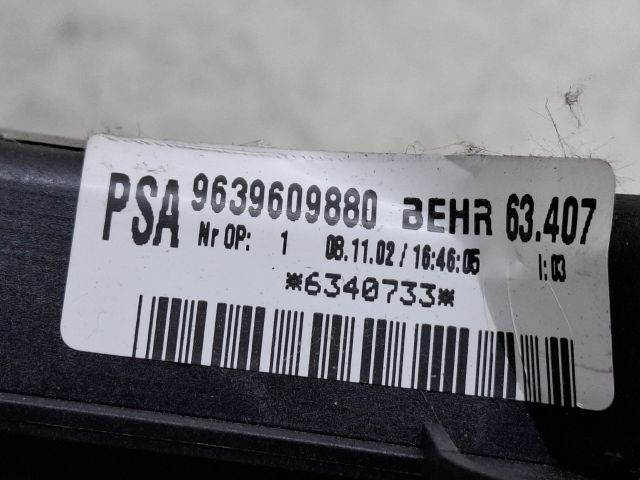 PSA 9639609880 BEHR 63.407
Nr OP: 1 08.11.02 / 16:46:05 I: 03
*6340733*